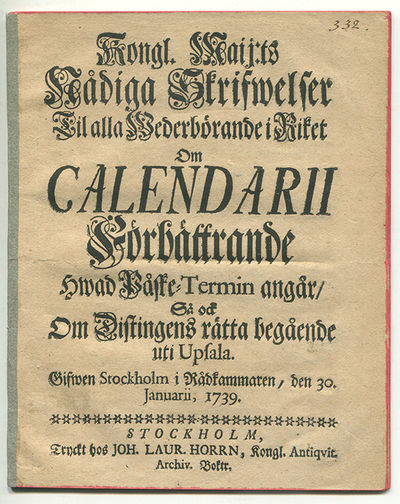 332.
Kongl. Maij:ts
Nådiga Skrifwelser
Til alla Wederbörande i Riket
Om
CALENDARII
Förbättrande
Hwad Påske-Termin angår/
Så ock
Om Distingens rätta begående
uti Upsala.
Gifwen Stockholm i Rådkammaren, den 30.
Januarii, 1739.
STOCKHOLM,
Tryckt hos JOH. LAUR. HORRN, Kongl. Antiqvit.
Archiv. Boktr.